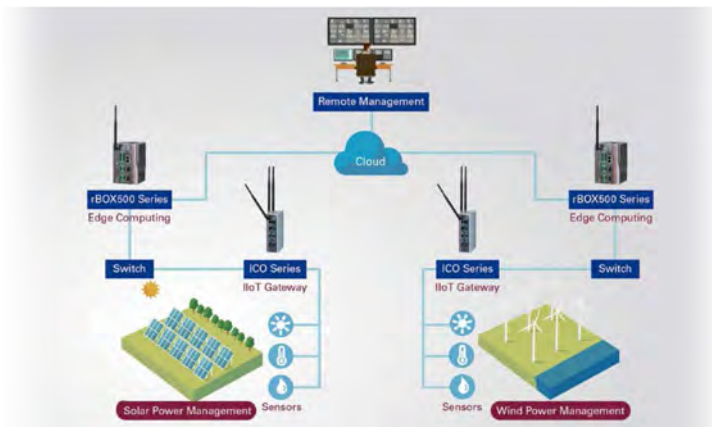 Remote Management
Cloud
rBOX500 Series
Edge Computing
rBOX500 Series
Edge Computing
Switch
ICO Series
IIoT Gateway
ICO Series
IIoT Gateway
Switch
Solar Power Management
Sensors
Sensors
Wind Power Management